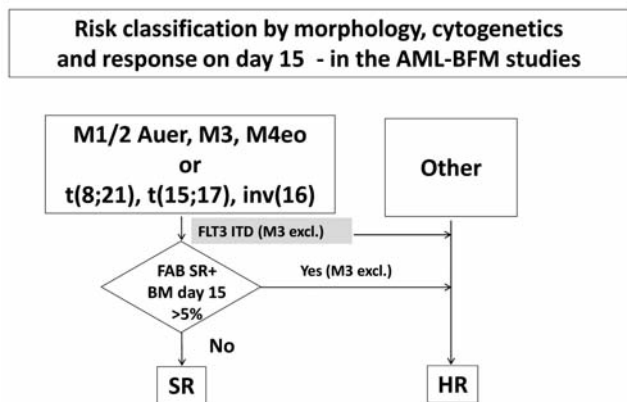 Risk classification by morphology, cytogenetics
and response on day 15  - in the AML-BFM studies
M1/2 Auer, M3, M4eo
or
t(8;21), t(15;17), inv(16)
Other
FLT3 ITD (M3 excl.)
FAB SR+
BM day 15
>5%
Yes (M3 excl.)
No
SR
HR